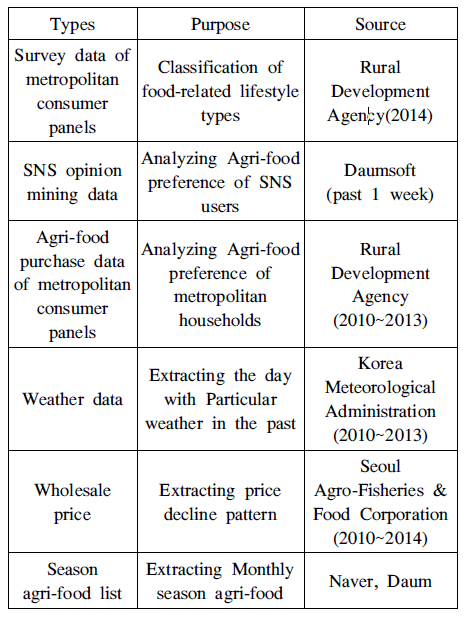 Types Purpose Source
Survey data of
metropolitan
consumer
panels
Classification of
food-related lifestyle
types
Rural
Development
Agency(2014)
SNS opinion
mining data
Analyzing Agri-food
preference of SNS
users
Daumsoft
(past 1 week)
Agri-food
purchase data
of metropolitan
consumer
panels
Analyzing Agri-food
preference of
metropolitan
households
Rural
Development
Agency
(2010~2013)
Weather data
Extracting the day
with Particular
weather in the past
Korea
Meteorological
Administration
(2010~2013)
Wholesale
price
Extracting price
decline pattern
Seoul
Agro-Fisheries &
Food Corporation
(2010~2014)
Season
agri-food list
Extracting Monthly
season agri-food
Naver, Daum